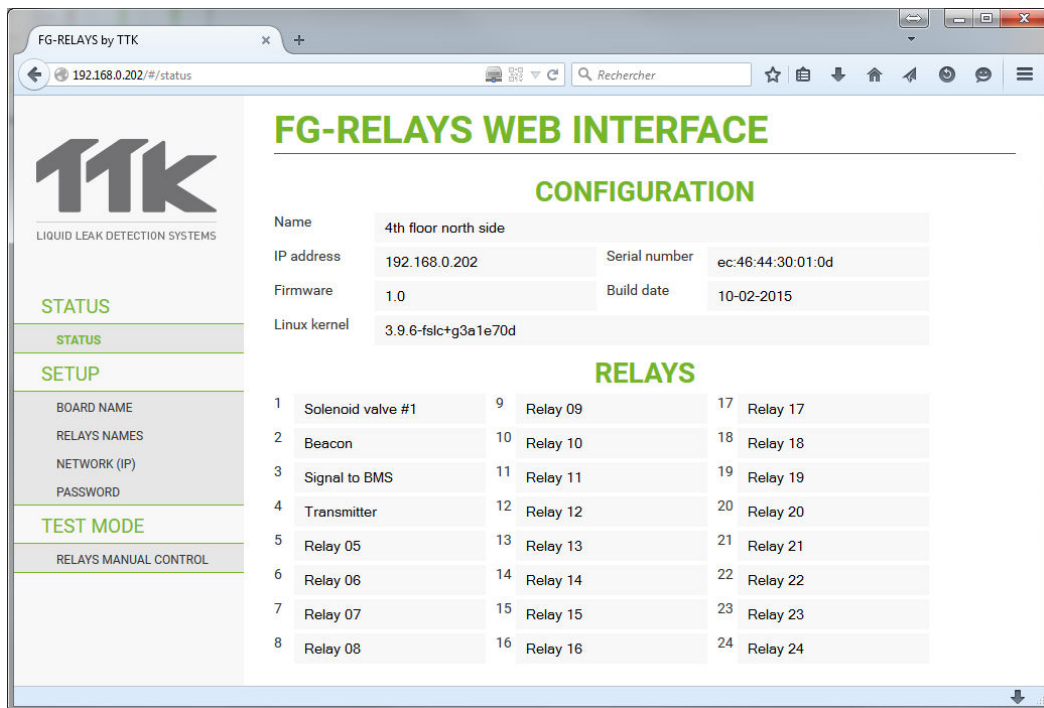 FG-RELAYS by TTK
192.168.0.202/#/status
Rechercher
TTK
LIQUID LEAK DETECTION SYSTEMS
STATUS
STATUS
SETUP
BOARD NAME
RELAYS NAMES
NETWORK (IP)
PASSWORD
TEST MODE
RELAYS MANUAL CONTROL
FG-RELAYS WEB INTERFACE
CONFIGURATION
Name 4th floor north side
IP address 192.168.0.202 Serial number ec:46:44:30:01:0d
Firmware 1.0 Build date 10-02-2015
Linux kernel 3.9.6-fslc+g3a1e70d
RELAYS
1 Solenoid valve #1 9 Relay 09 17 Relay 17
2 Beacon 10 Relay 10 18 Relay 18
3 Signal to BMS 11 Relay 11 19 Relay 19
4 Transmitter 12 Relay 12 20 Relay 20
5 Relay 05 13 Relay 13 21 Relay 21
6 Relay 06 14 Relay 14 22 Relay 22
7 Relay 07 15 Relay 15 23 Relay 23
8 Relay 08 16 Relay 16 24 Relay 24